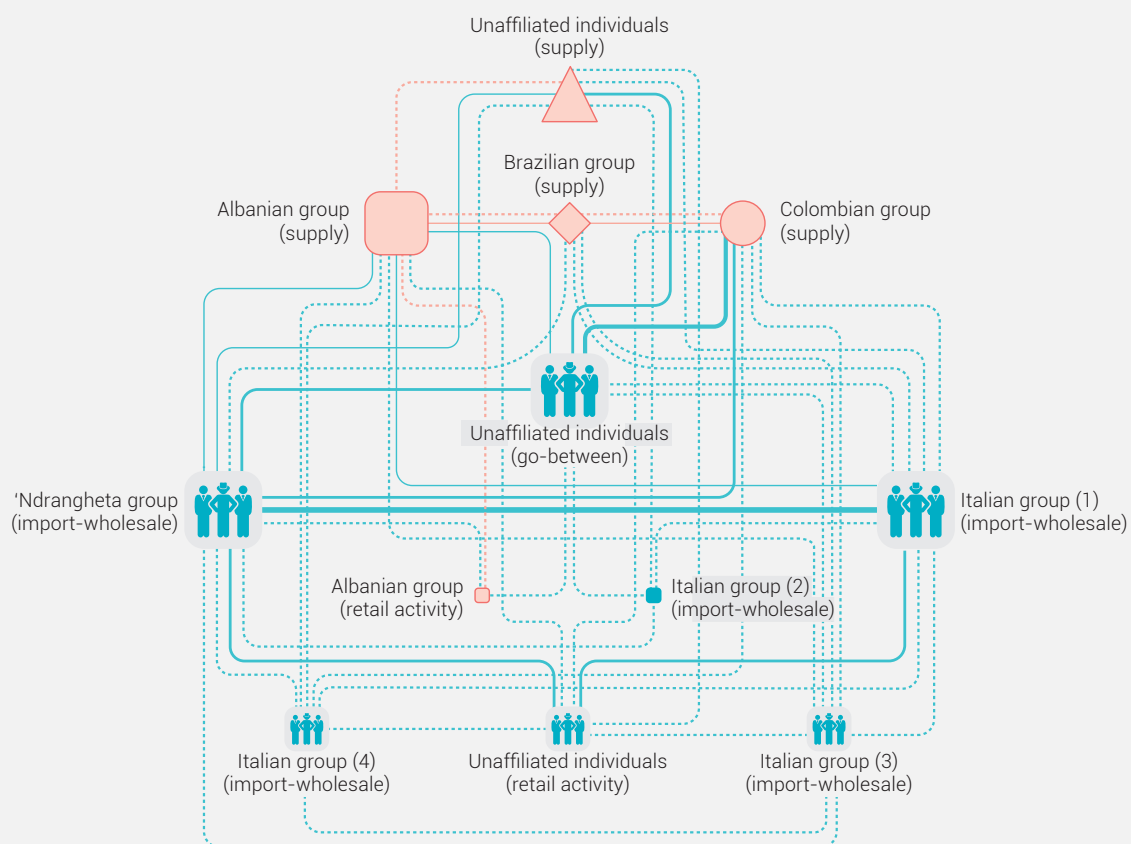 Unaffiliated individuals
(supply)
Brazilian group
(supply)
Albanian group
(supply)
Colombian group
(supply)
Unaffiliated individuals
(go-between)
'Ndrangheta group
(import-wholesale)
Italian group (1)
(import-wholesale)
Albanian group
(retail activity)
Italian group (2)
(import-wholesale)
Italian group (4)
(import-wholesale)
Unaffiliated individuals
(retail activity)
Italian group (3)
(import-wholesale)